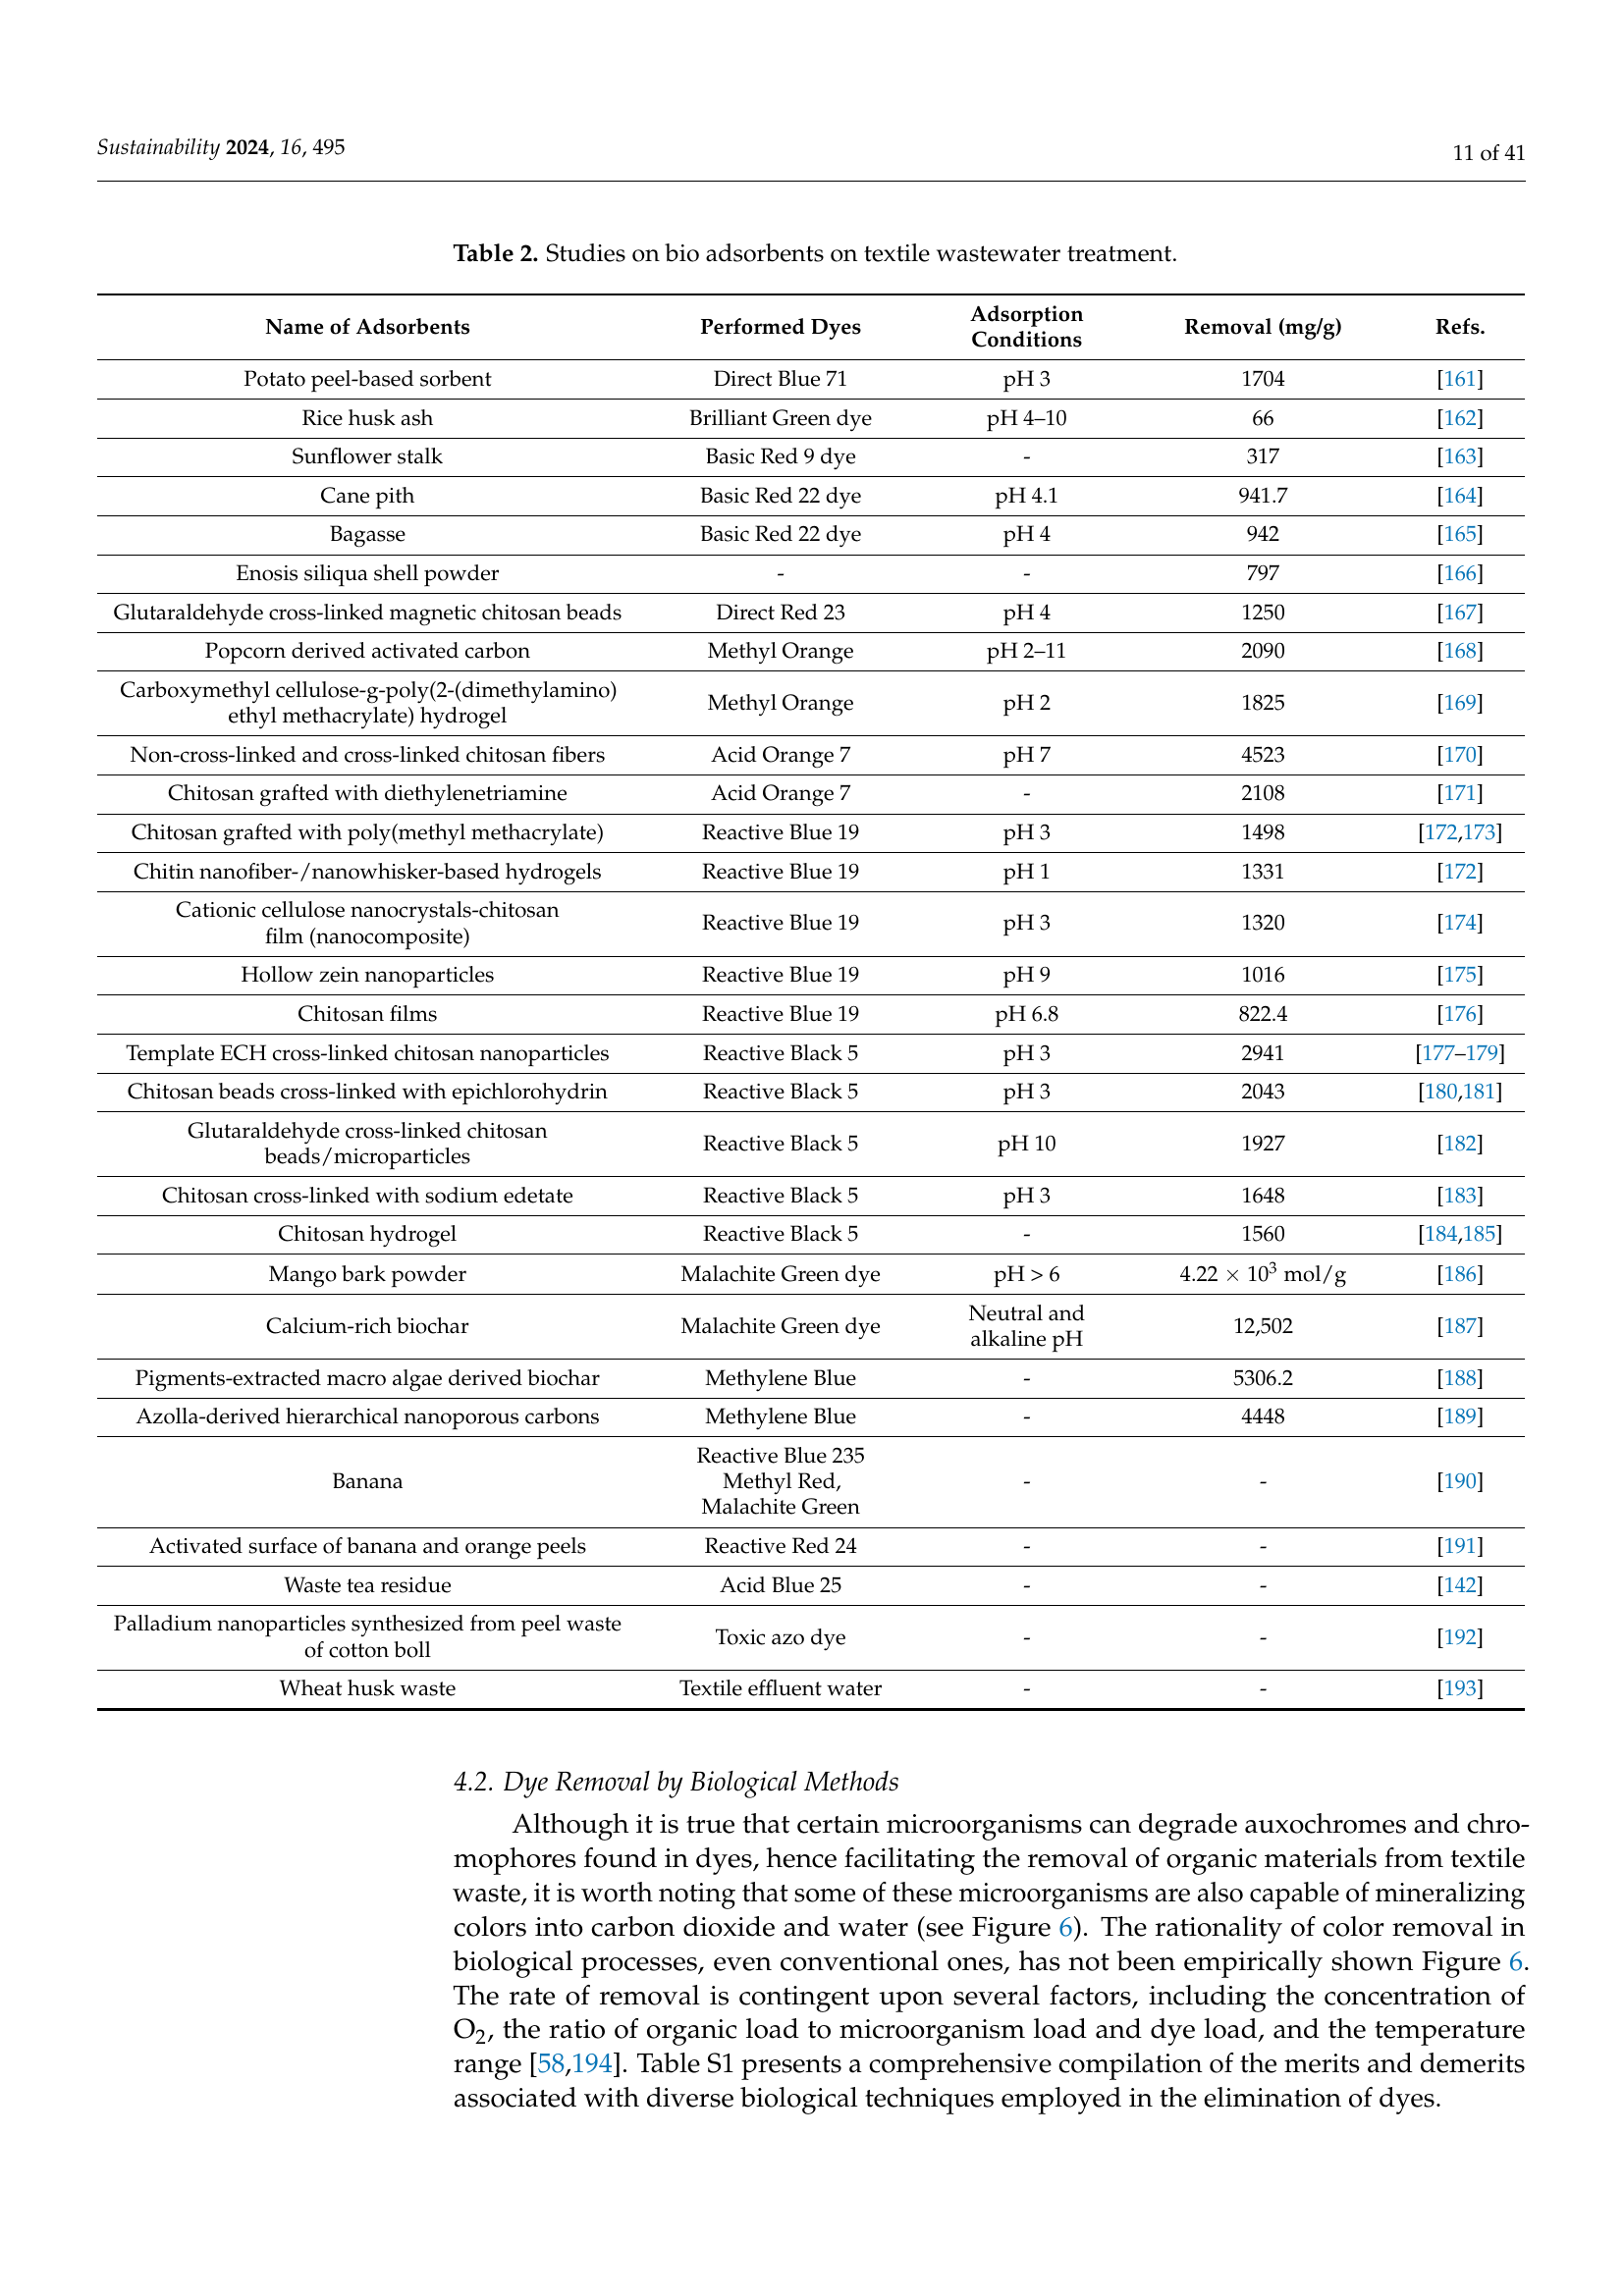 Sustainability 2024, 16, 495
11 of 41
Table 2. Studies on bio adsorbents on textile wastewater treatment.
Name of Adsorbents Performed Dyes Adsorption Conditions Removal (mg/g) Refs.
Potato peel-based sorbent Direct Blue 71 pH 3 1704 [161]
Rice husk ash Brilliant Green dye pH 4–10 66 [162]
Sunflower stalk Basic Red 9 dye - 317 [163]
Cane pith Basic Red 22 dye pH 4.1 941.7 [164]
Bagasse Basic Red 22 dye pH 4 942 [165]
Enosis siliqua shell powder - - 797 [166]
Glutaraldehyde cross-linked magnetic chitosan beads Direct Red 23 pH 4 1250 [167]
Popcorn derived activated carbon Methyl Orange pH 2–11 2090 [168]
Carboxymethyl cellulose-g-poly(2-(dimethylamino)
ethyl methacrylate) hydrogel Methyl Orange pH 2 1825 [169]
Non-cross-linked and cross-linked chitosan fibers Acid Orange 7 pH 7 4523 [170]
Chitosan grafted with diethylenetriamine Acid Orange 7 - 2108 [171]
Chitosan grafted with poly(methyl methacrylate) Reactive Blue 19 pH 3 1498 [172,173]
Chitin nanofiber-/nanowhisker-based hydrogels Reactive Blue 19 pH 1 1331 [172]
Cationic cellulose nanocrystals-chitosan
film (nanocomposite) Reactive Blue 19 pH 3 1320 [174]
Hollow zein nanoparticles Reactive Blue 19 pH 9 1016 [175]
Chitosan films Reactive Blue 19 pH 6.8 822.4 [176]
Template ECH cross-linked chitosan nanoparticles Reactive Black 5 pH 3 2941 [177–179]
Chitosan beads cross-linked with epichlorohydrin Reactive Black 5 pH 3 2043 [180,181]
Glutaraldehyde cross-linked chitosan
beads/microparticles Reactive Black 5 pH 10 1927 [182]
Chitosan cross-linked with sodium edetate Reactive Black 5 pH 3 1648 [183]
Chitosan hydrogel Reactive Black 5 - 1560 [184,185]
Mango bark powder Malachite Green dye pH > 6 4.22 × 10³ mol/g [186]
Calcium-rich biochar Malachite Green dye Neutral and alkaline pH 12,502 [187]
Pigments-extracted macro algae derived biochar Methylene Blue - 5306.2 [188]
Azolla-derived hierarchical nanoporous carbons Methylene Blue - 4448 [189]
Banana Reactive Blue 235
Methyl Red,
Malachite Green - - [190]
Activated surface of banana and orange peels Reactive Red 24 - - [191]
Waste tea residue Acid Blue 25 - - [142]
Palladium nanoparticles synthesized from peel waste
of cotton boll Toxic azo dye - - [192]
Wheat husk waste Textile effluent water - - [193]
4.2. Dye Removal by Biological Methods
Although it is true that certain microorganisms can degrade auxochromes and chro-
mophores found in dyes, hence facilitating the removal of organic materials from textile
waste, it is worth noting that some of these microorganisms are also capable of mineralizing
colors into carbon dioxide and water (see Figure 6). The rationality of color removal in
biological processes, even conventional ones, has not been empirically shown Figure 6.
The rate of removal is contingent upon several factors, including the concentration of
O₂, the ratio of organic load to microorganism load and dye load, and the temperature
range [58,194]. Table S1 presents a comprehensive compilation of the merits and demerits
associated with diverse biological techniques employed in the elimination of dyes.